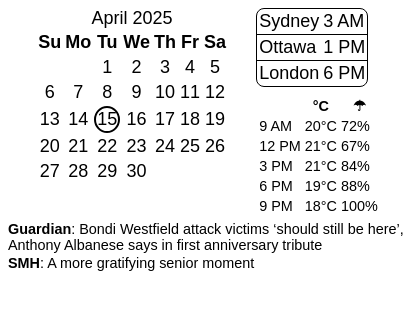 April 2025
Su Mo Tu We Th Fr Sa
1 2 3 4 5
6 7 8 9 10 11 12
13 14 15 16 17 18 19
20 21 22 23 24 25 26
27 28 29 30
Sydney 3 AM
Ottawa 1 PM
London 6 PM
°C ☂
9 AM 20°C 72%
12 PM 21°C 67%
3 PM 21°C 84%
6 PM 19°C 88%
9 PM 18°C 100%
Guardian: Bondi Westfield attack victims ‘should still be here’,
Anthony Albanese says in first anniversary tribute
SMH: A more gratifying senior moment